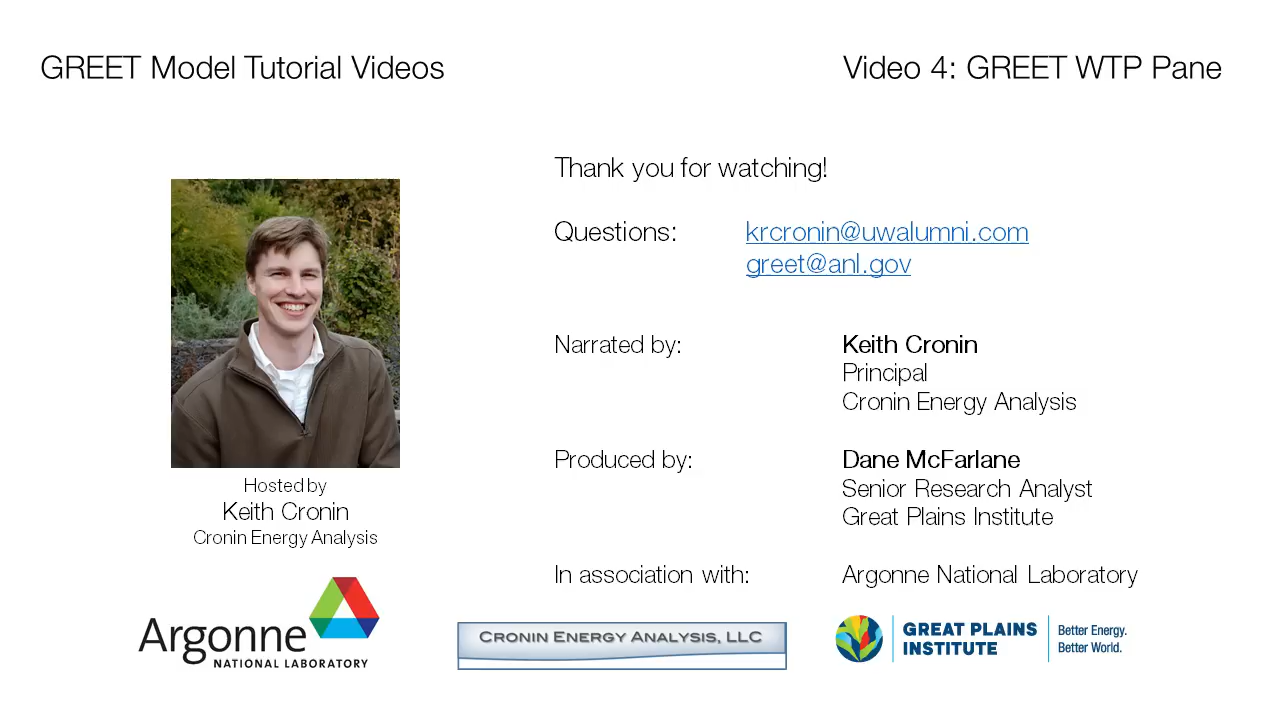 GREET Model Tutorial Videos
Video 4: GREET WTP Pane
Thank you for watching!
Questions: krcronin@uwalumni.com
greet@anl.gov
Narrated by: Keith Cronin
Principal
Cronin Energy Analysis
Produced by: Dane McFarlane
Senior Research Analyst
Great Plains Institute
In association with: Argonne National Laboratory
Hosted by
Keith Cronin
Cronin Energy Analysis
Argonne
NATIONAL LABORATORY
CRONIN ENERGY ANALYSIS, LLC
GREAT PLAINS
INSTITUTE
Better Energy.
Better World.